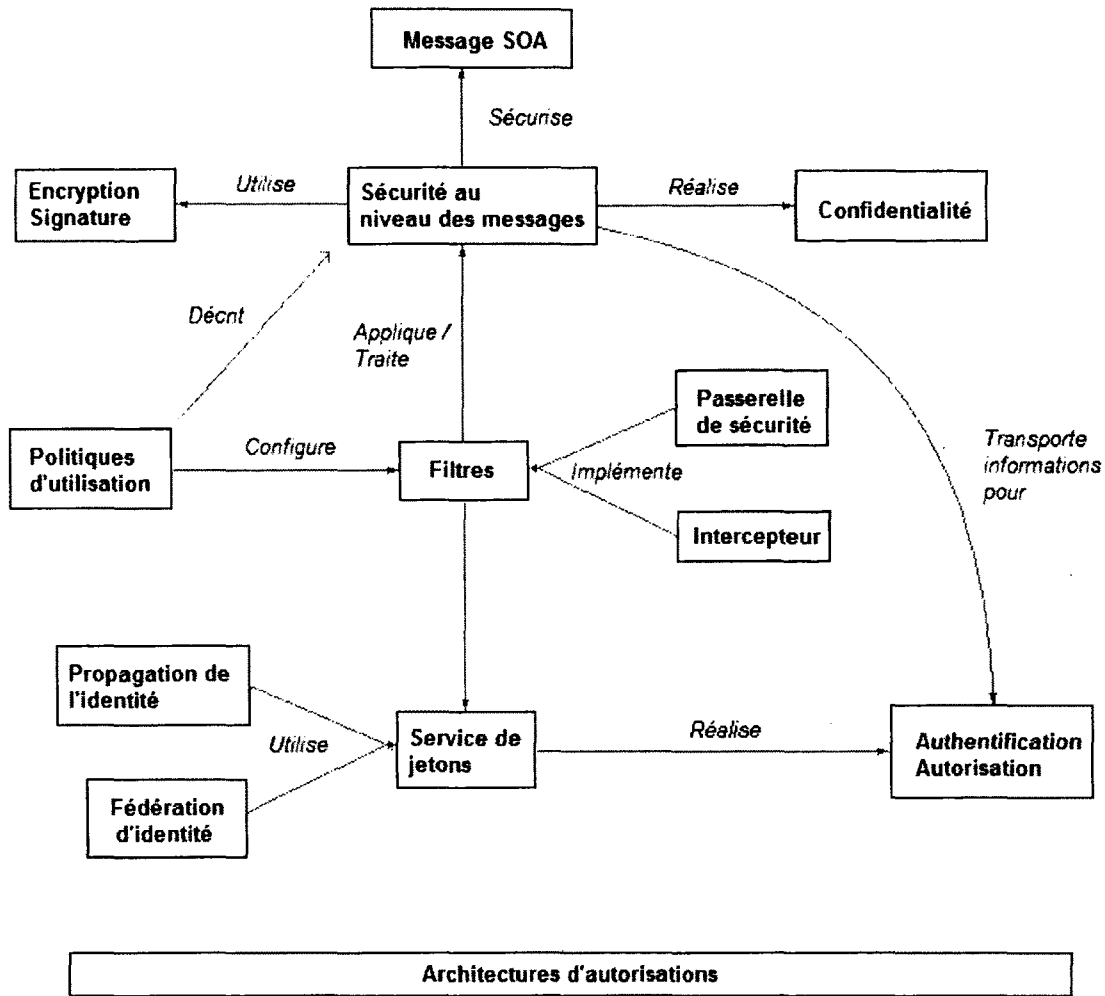 Message SOA
Sécurise
Encryption
Signature
Utilise
Sécurité au
niveau des messages
Réalise
Confidentialité
Décrit
Applique /
Traite
Passerelle
de sécurité
Politiques
d'utilisation
Configure
Filtres
Implémente
Intercepteur
Transporte
informations
pour
Propagation de
l'identité
Utilise
Service de
jetons
Réalise
Authentification
Autorisation
Fédération
d'identité
Architectures d'autorisations